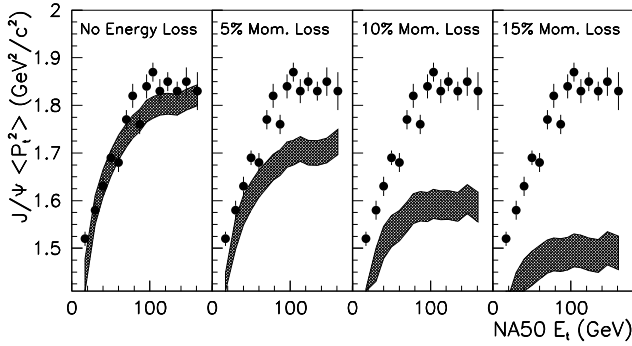 J/Ψ <P_t^2> (GeV^2/c^2)
2
1.9
1.8
1.7
1.6
1.5
No Energy Loss
5% Mom. Loss
10% Mom. Loss
15% Mom. Loss
0 100 0 100 0 100 0 100
NA50 E_t (GeV)